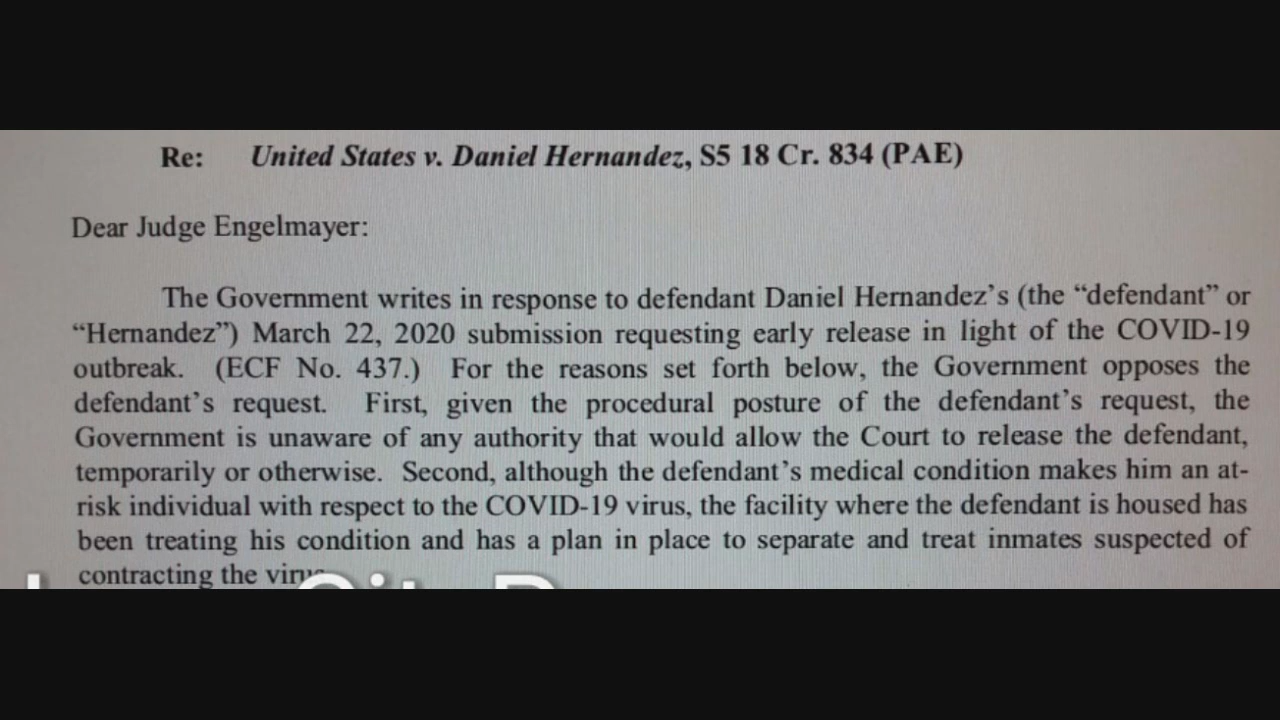 Re: United States v. Daniel Hernandez, S5 18 Cr. 834 (PAE)
Dear Judge Engelmayer:
The Government writes in response to defendant Daniel Hernandez’s (the “defendant” or
“Hernandez”) March 22, 2020 submission requesting early release in light of the COVID-19
outbreak. (ECF No. 437.) For the reasons set forth below, the Government opposes the
defendant’s request. First, given the procedural posture of the defendant’s request, the
Government is unaware of any authority that would allow the Court to release the defendant,
temporarily or otherwise. Second, although the defendant’s medical condition makes him an at-
risk individual with respect to the COVID-19 virus, the facility where the defendant is housed has
been treating his condition and has a plan in place to separate and treat inmates suspected of
contracting the virus